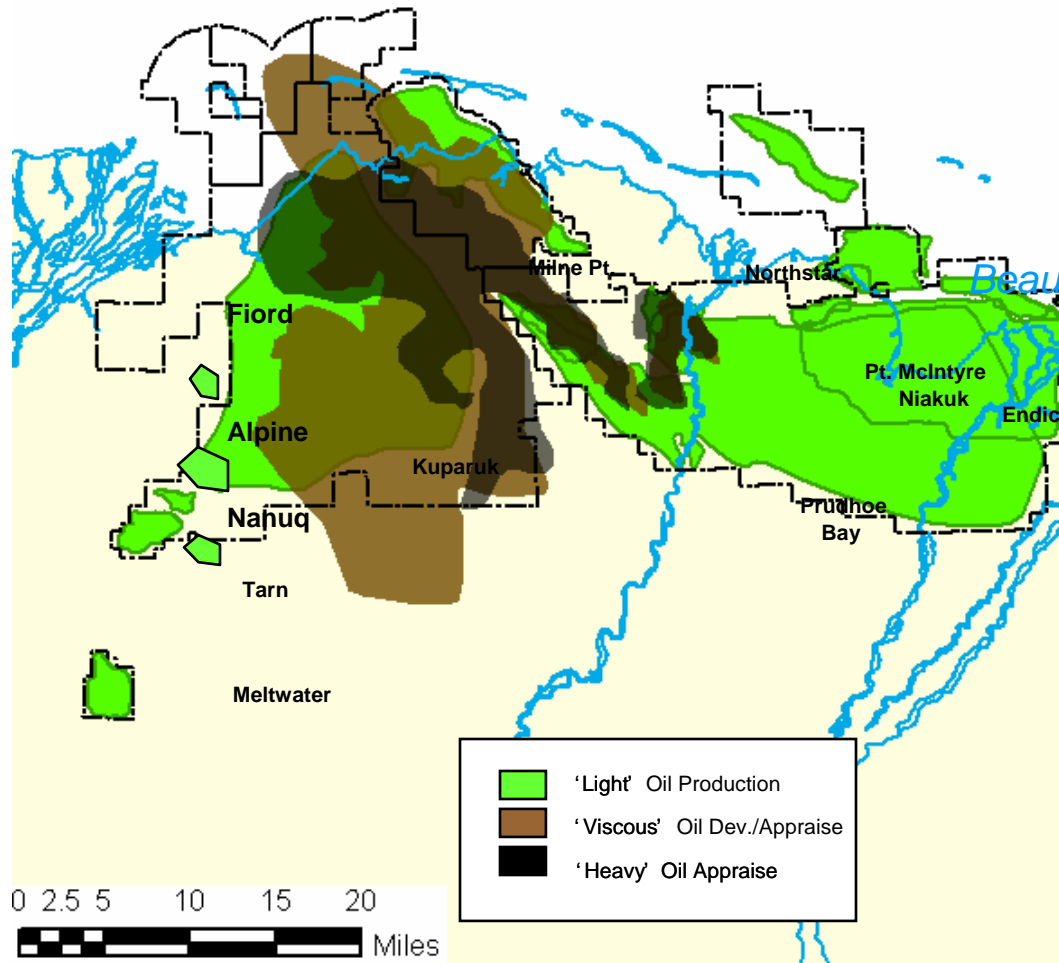 Milne Pt.
Northstar
Beau
Fiord
Pt. McIntyre
Niakuk
Endic
Alpine
Kuparuk
Nanuq
Prudhoe
Bay
Tarn
Meltwater
‘Light’ Oil Production
‘Viscous’ Oil Dev./Appraise
‘Heavy’ Oil Appraise
0 2.5 5 10 15 20
Miles